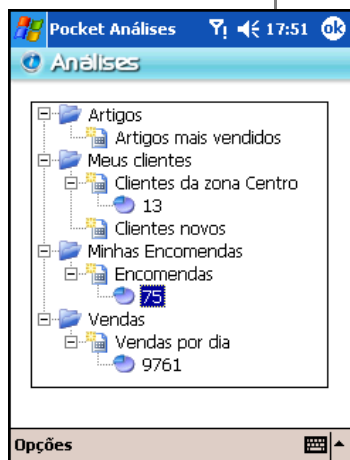 Pocket Análises 17:51 ok
Análises
Artigos
Artigos mais vendidos
Meus clientes
Clientes da zona Centro
13
Clientes novos
Minhas Encomendas
Encomendas
75
Vendas
Vendas por dia
9761
Opções